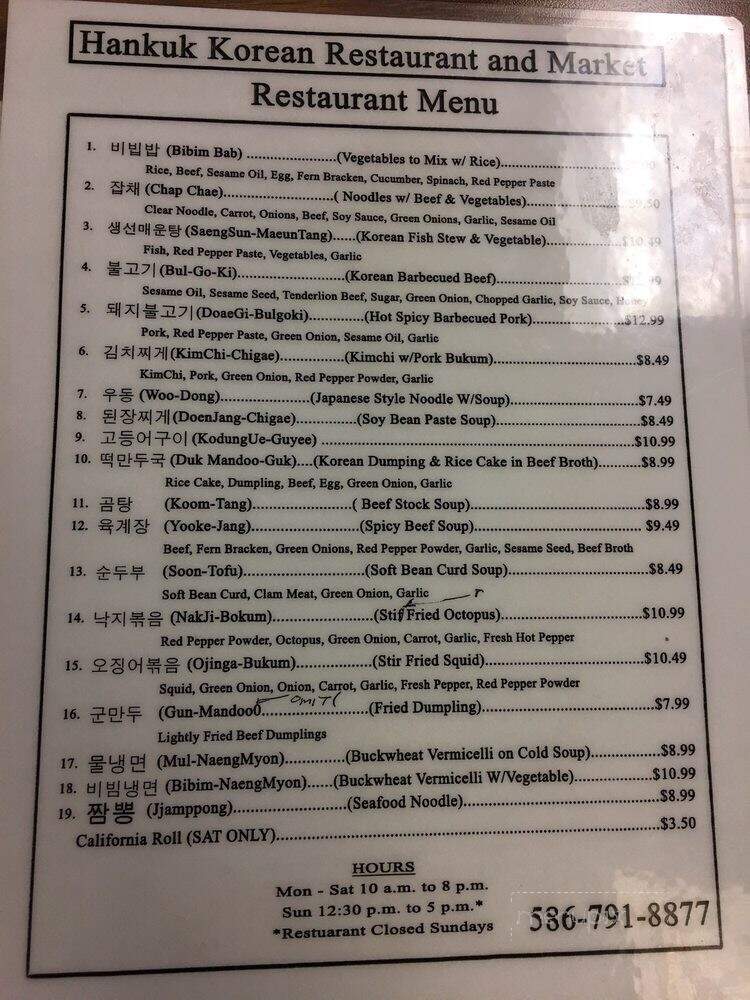 Hankuk Korean Restaurant and Market
Restaurant Menu
1. 비빔밥 (Bibim Bab) ......................(Vegetables to Mix w/ Rice)......................
Rice, Beef, Sesame Oil, Egg, Fern Bracken, Cucumber, Spinach, Red Pepper Paste
2. 잡채 (Chap Chae)...........................( Noodles w/ Beef & Vegetables)......................$9.50
Clear Noodle, Carrot, Onions, Beef, Soy Sauce, Green Onions, Garlic, Sesame Oil
3. 생선매운탕 (SaengSun-MaeunTang)......(Korean Fish Stew & Vegetable)...................$10.49
Fish, Red Pepper Paste, Vegetables, Garlic
4. 불고기 (Bul-Go-Ki)...........................(Korean Barbecued Beef)...........................
Sesame Oil, Sesame Seed, Tenderlion Beef, Sugar, Green Onion, Chopped Garlic, Soy Sauce, Honey
5. 돼지불고기 (DoaeGi-Bulgoki)..............(Hot Spicy Barbecued Pork).......................$12.99
Pork, Red Pepper Paste, Green Onion, Sesame Oil, Garlic
6. 김치찌게 (KimChi-Chigae)................(Kimchi w/Pork Bukum)...................................$8.49
KimChi, Pork, Green Onion, Red Pepper Powder, Garlic
7. 우동 (Woo-Dong)......................(Japanese Style Noodle W/Soup)...............................$7.49
8. 된장찌게 (DoenJang-Chigae)...............(Soy Bean Paste Soup)...................................$8.49
9. 고등어구이 (KodungUe-Guyee) ...........................................................................$10.99
10. 떡만두국 (Duk Mandoo-Guk)....(Korean Dumping & Rice Cake in Beef Broth)..........$8.99
Rice Cake, Dumpling, Beef, Egg, Green Onion, Garlic
11. 곰탕 (Koom-Tang).........................( Beef Stock Soup)..........................................$8.99
12. 육계장 (Yooke-Jang)..........................(Spicy Beef Soup)......................................... $9.49
Beef, Fern Bracken, Green Onions, Red Pepper Powder, Garlic, Sesame Seed, Beef Broth
13. 순두부 (Soon-Tofu)..............................(Soft Bean Curd Soup)..................................$8.49
Soft Bean Curd, Clam Meat, Green Onion, Garlic
r
14. 낙지볶음 (NakJi-Bokum).........................(Stif Fried Octopus)..................................$10.99
Red Pepper Powder, Octopus, Green Onion, Carrot, Garlic, Fresh Hot Pepper
15. 오징어볶음 (Ojinga-Bukum)...................(Stir Fried Squid)......................................$10.49
Squid, Green Onion, Onion, Carrot, Garlic, Fresh Pepper, Red Pepper Powder
16. 군만두 (Gun-Mandoo0..........................(Fried Dumpling)..........................................$7.99
Lightly Fried Beef Dumplings
17. 물냉면 (Mul-NaengMyon)...............(Buckwheat Vermicelli on Cold Soup).................$8.99
18. 비빔냉면 (Bibim-NaengMyon)......(Buckwheat Vermicelli W/Vegetable)....................$10.99
19. 짬뽕 (Jjamppong)............................(Seafood Noodle)..............................................$8.99
California Roll (SAT ONLY)..........................................................................................$3.50
HOURS
Mon - Sat 10 a.m. to 8 p.m.
Sun 12:30 p.m. to 5 p.m.*
*Restuarant Closed Sundays
586-791-8877